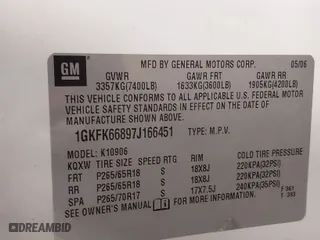 GM
MFD BY GENERAL MOTORS CORP. 05/06
GVWR GAWR FRT GAWR RR
3357KG(7400LB) 1633KG(3600LB) 1905KG(4200LB)
THIS VEHICLE CONFORMS TO ALL APPLICABLE U.S. FEDERAL MOTOR
VEHICLE SAFETY STANDARDS IN EFFECT ON THE DATE OF
MANUFACTURE SHOWN ABOVE.
1GKFK66897J166451 TYPE: M.P.V.
MODEL: K10906
KQXW TIRE SIZE SPEED RTG RIM COLD TIRE PRESSURE
FRT P265/65R18 S 18X8J 220KPA(32PSI)
RR P265/65R18 S 18X8J 220KPA(32PSI)
SPA P265/70R17 S 17X7.5J 240KPA(35PSI)
SEE OWNER'S MANUAL FOR ADDITIONAL INFORMATION.
DREAMBID